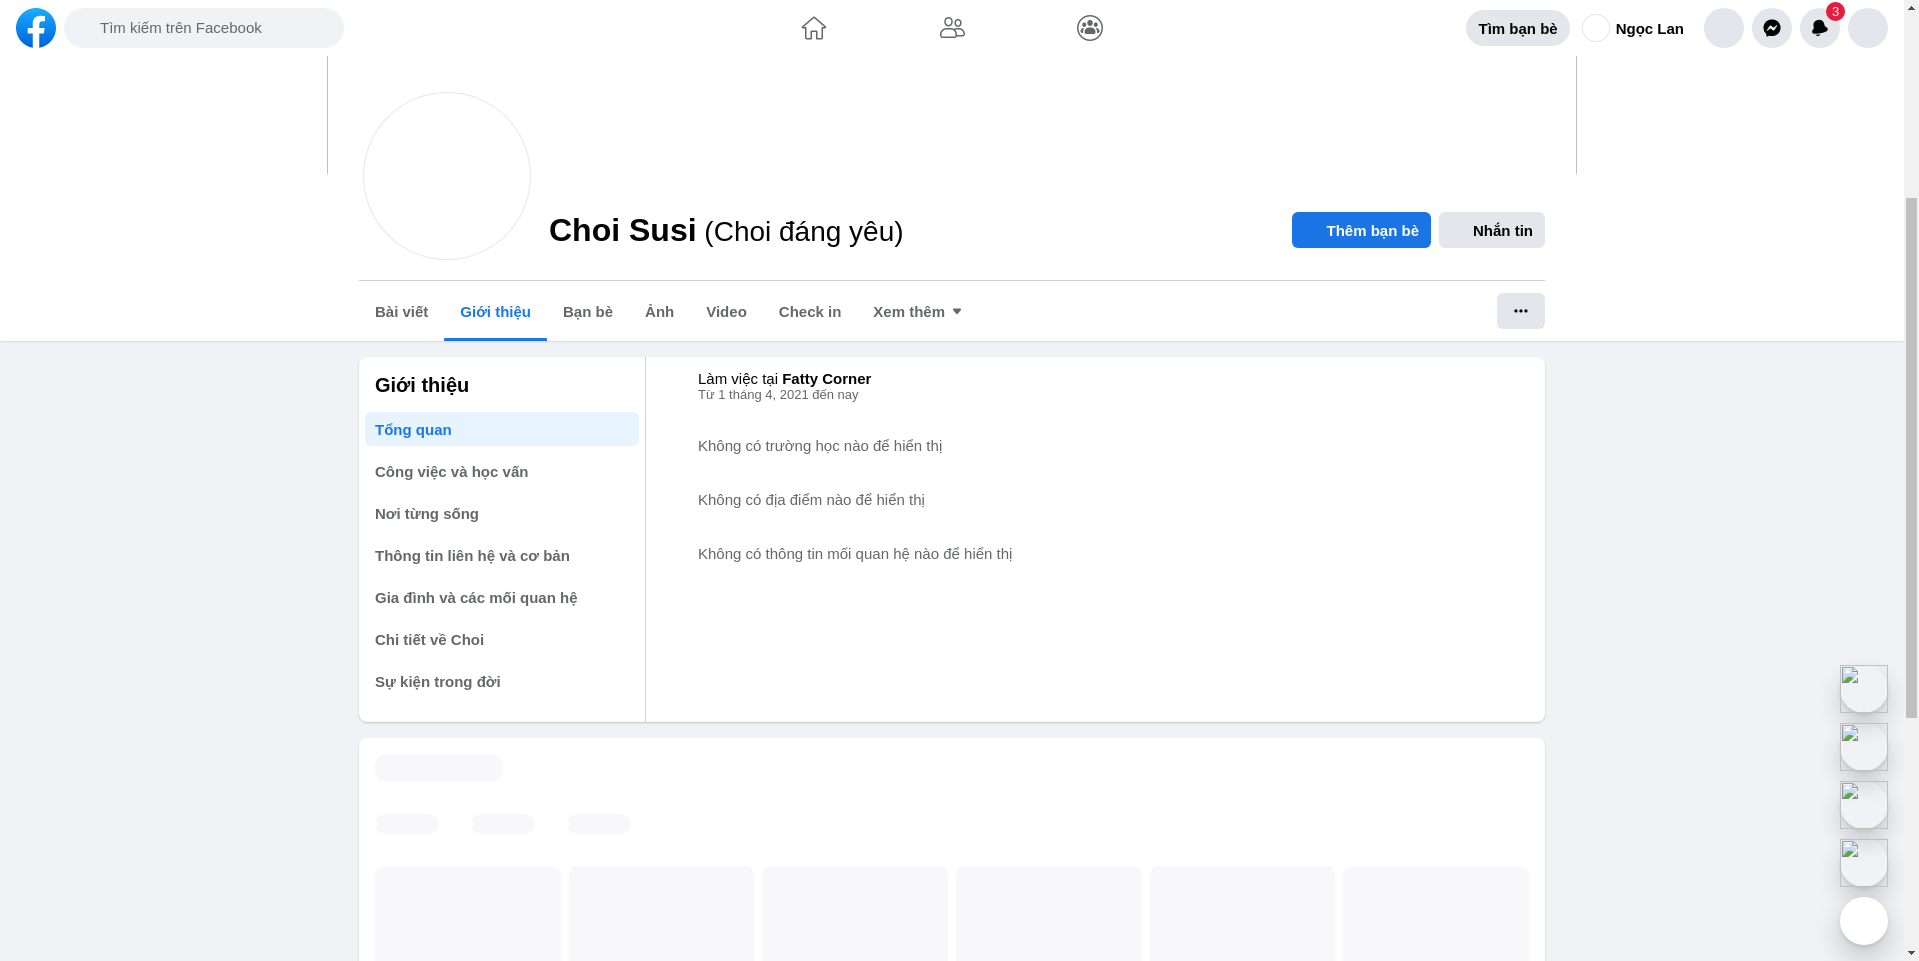 Tìm kiếm trên Facebook
Tìm bạn bè
Ngọc Lan
3
Choi Susi (Choi đáng yêu)
Thêm bạn bè
Nhắn tin
Bài viết
Giới thiệu
Bạn bè
Ảnh
Video
Check in
Xem thêm
Giới thiệu
Tổng quan
Công việc và học vấn
Nơi từng sống
Thông tin liên hệ và cơ bản
Gia đình và các mối quan hệ
Chi tiết về Choi
Sự kiện trong đời
Làm việc tại Fatty Corner
Từ 1 tháng 4, 2021 đến nay
Không có trường học nào để hiển thị
Không có địa điểm nào để hiển thị
Không có thông tin mối quan hệ nào để hiển thị